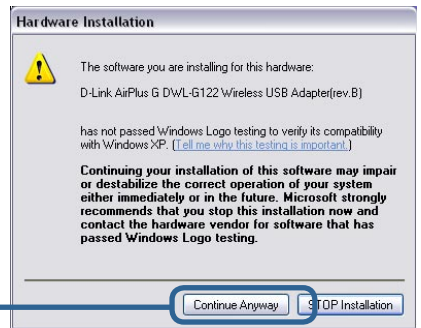 Hardware Installation
The software you are installing for this hardware:
D-Link AirPlus G DWL-G122 Wireless USB Adapter(rev.B)
has not passed Windows Logo testing to verify its compatibility
with Windows XP. (Tell me why this testing is important.)
Continuing your installation of this software may impair
or destabilize the correct operation of your system
either immediately or in the future. Microsoft strongly
recommends that you stop this installation now and
contact the hardware vendor for software that has
passed Windows Logo testing.
Continue Anyway STOP Installation